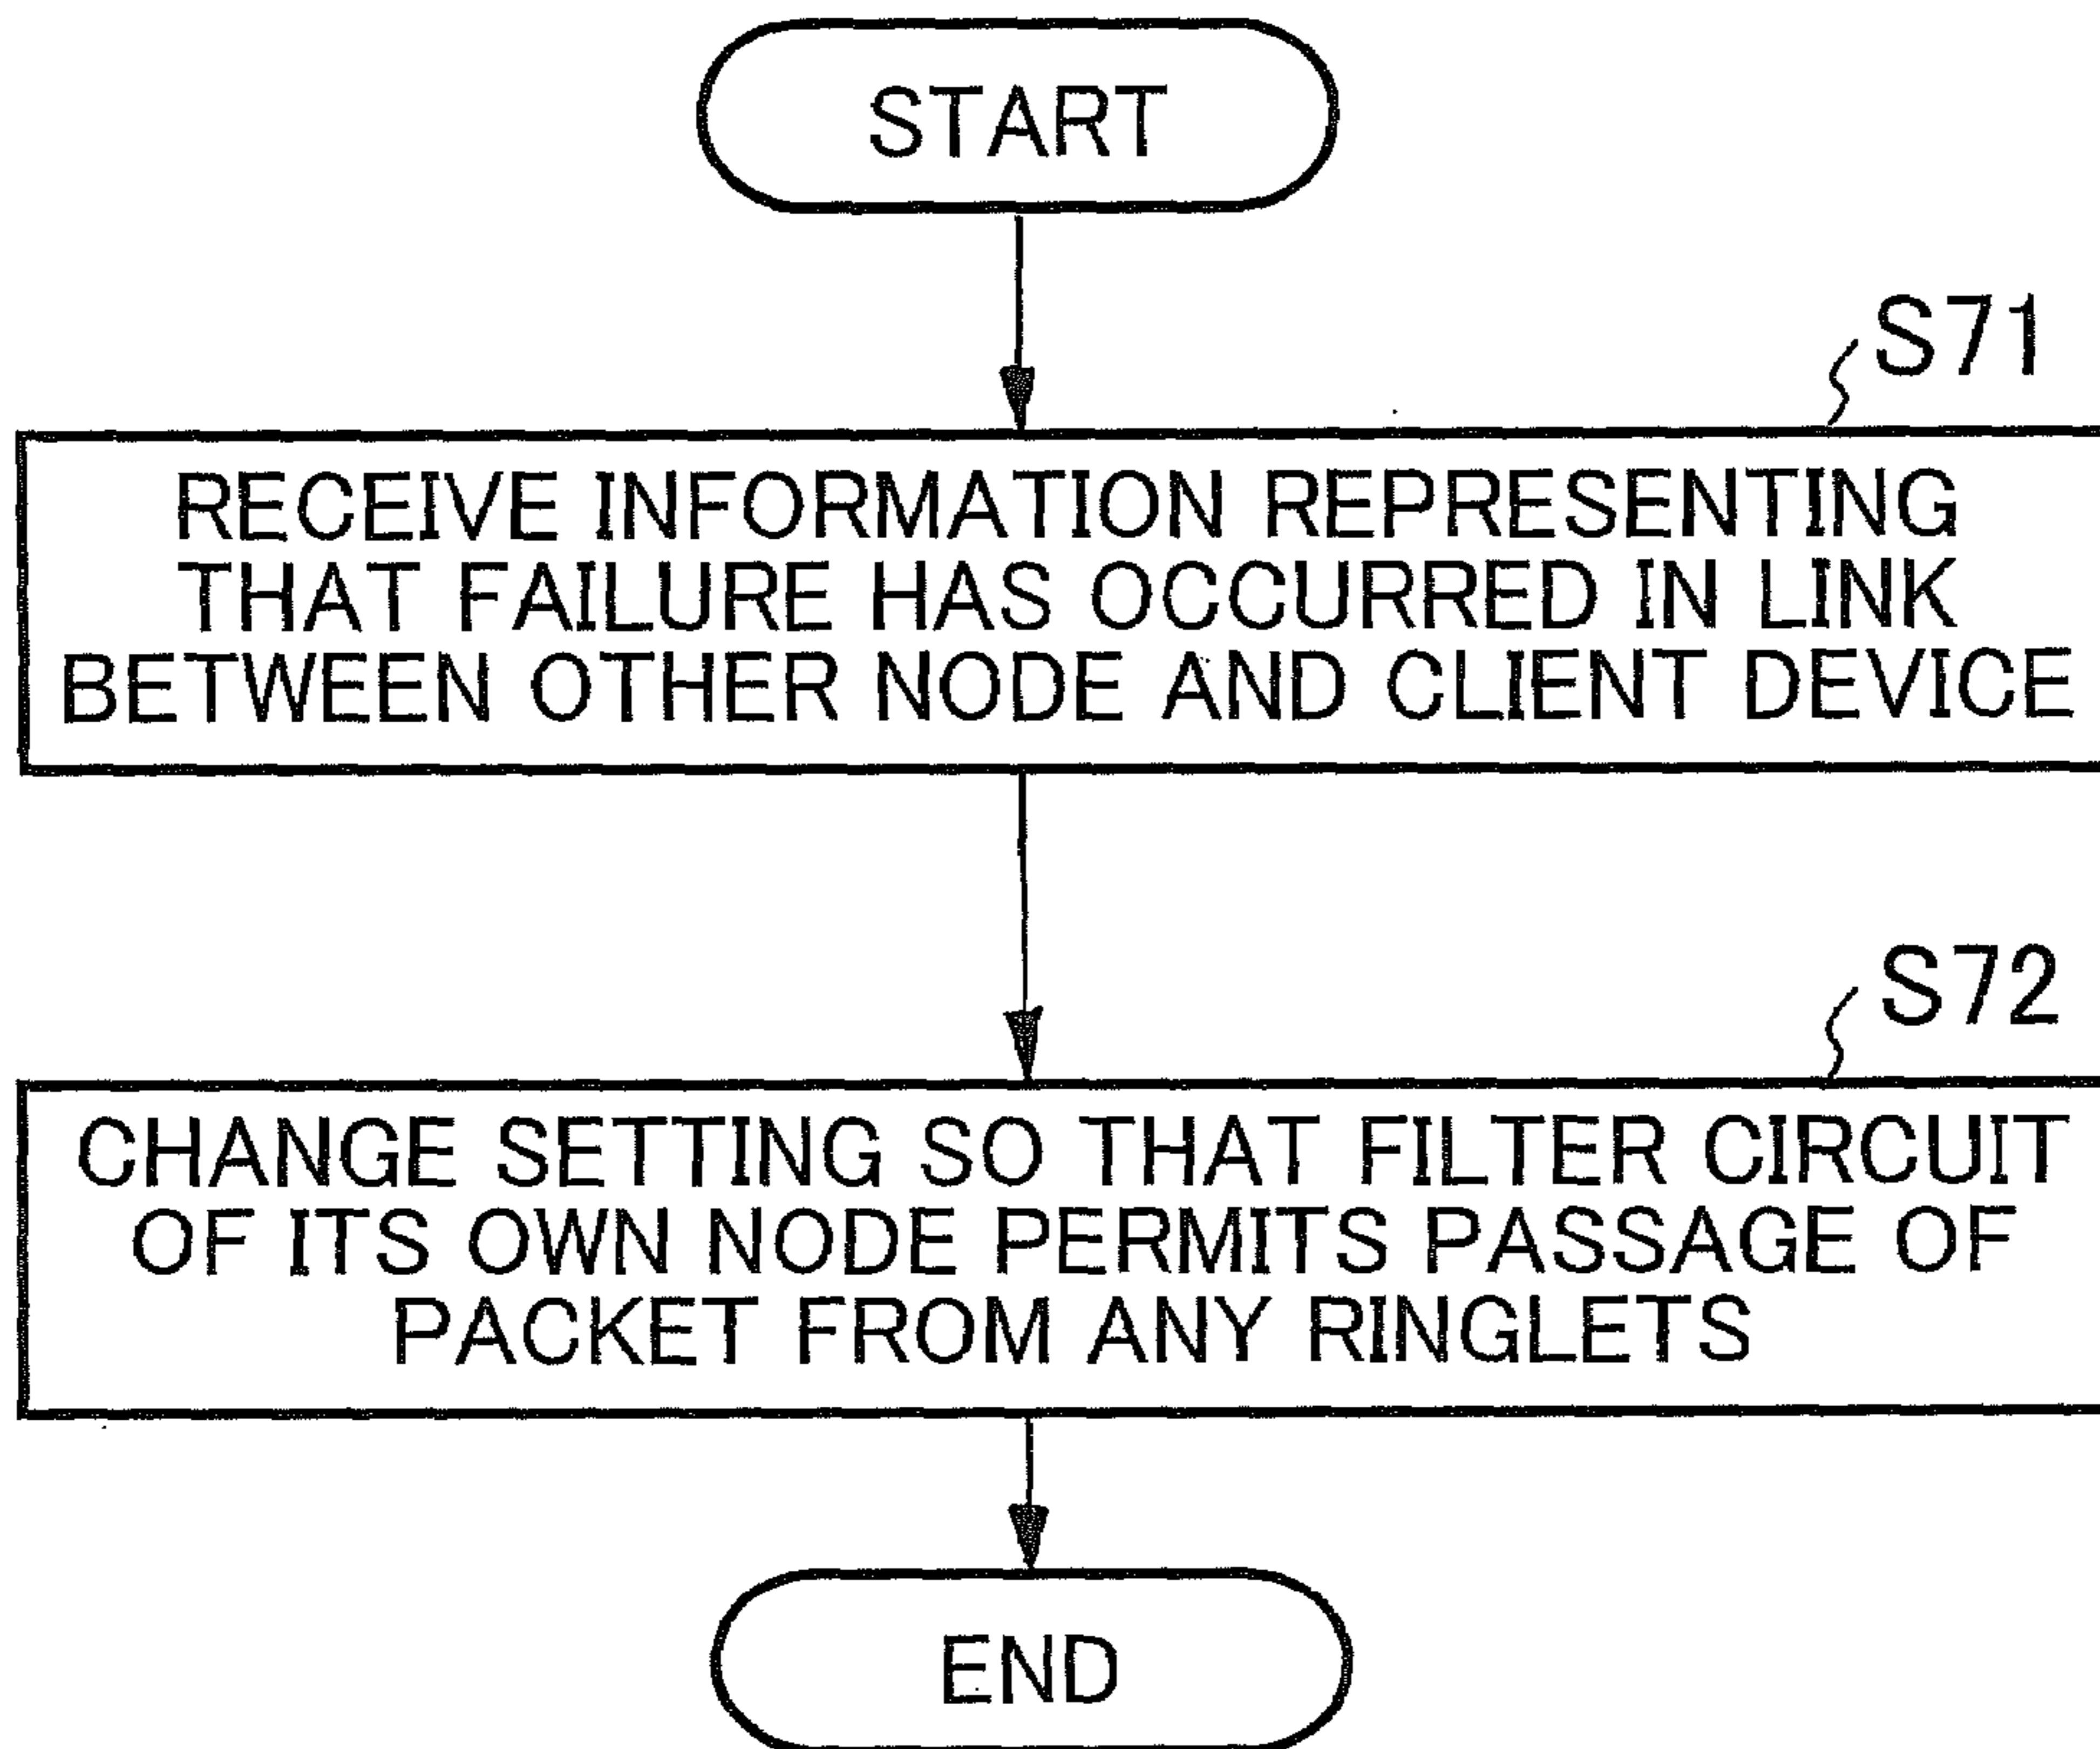 START
S71
RECEIVE INFORMATION REPRESENTING
THAT FAILURE HAS OCCURRED IN LINK
BETWEEN OTHER NODE AND CLIENT DEVICE
S72
CHANGE SETTING SO THAT FILTER CIRCUIT
OF ITS OWN NODE PERMITS PASSAGE OF
PACKET FROM ANY RINGLETS
END